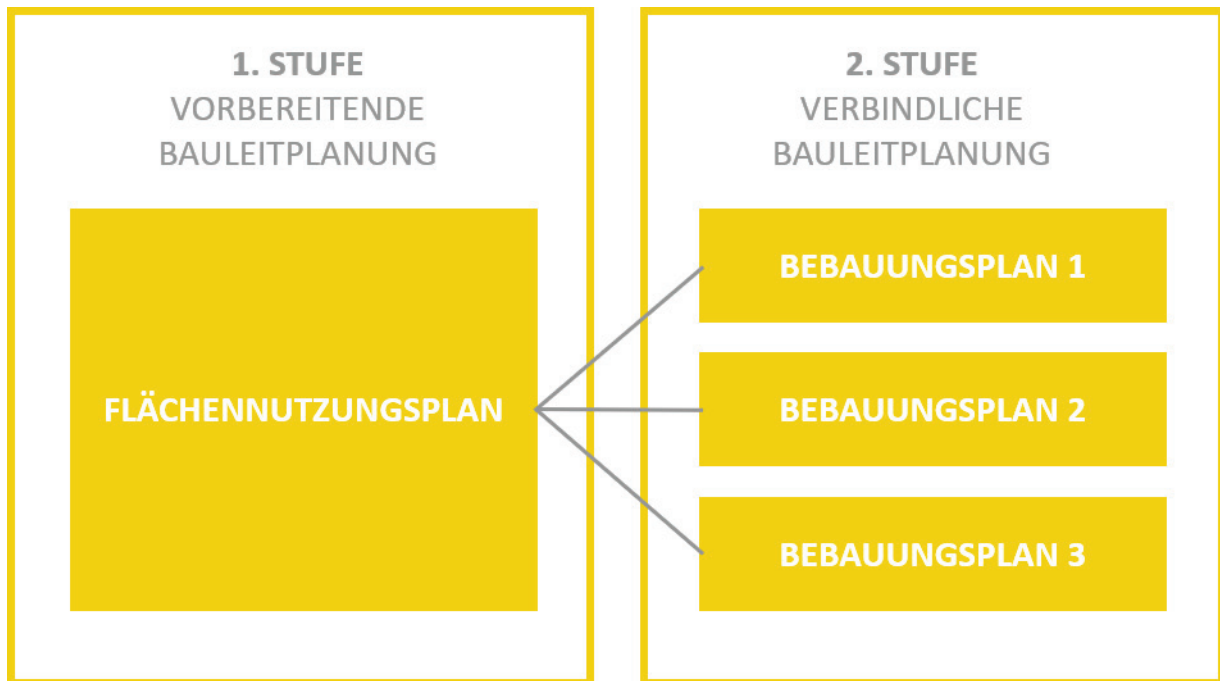 1. STUFE
VORBEREITENDE
BAULEITPLANUNG
FLÄCHENNUTZUNGSPLAN
2. STUFE
VERBINDLICHE
BAULEITPLANUNG
BEBAUUNGSPLAN 1
BEBAUUNGSPLAN 2
BEBAUUNGSPLAN 3